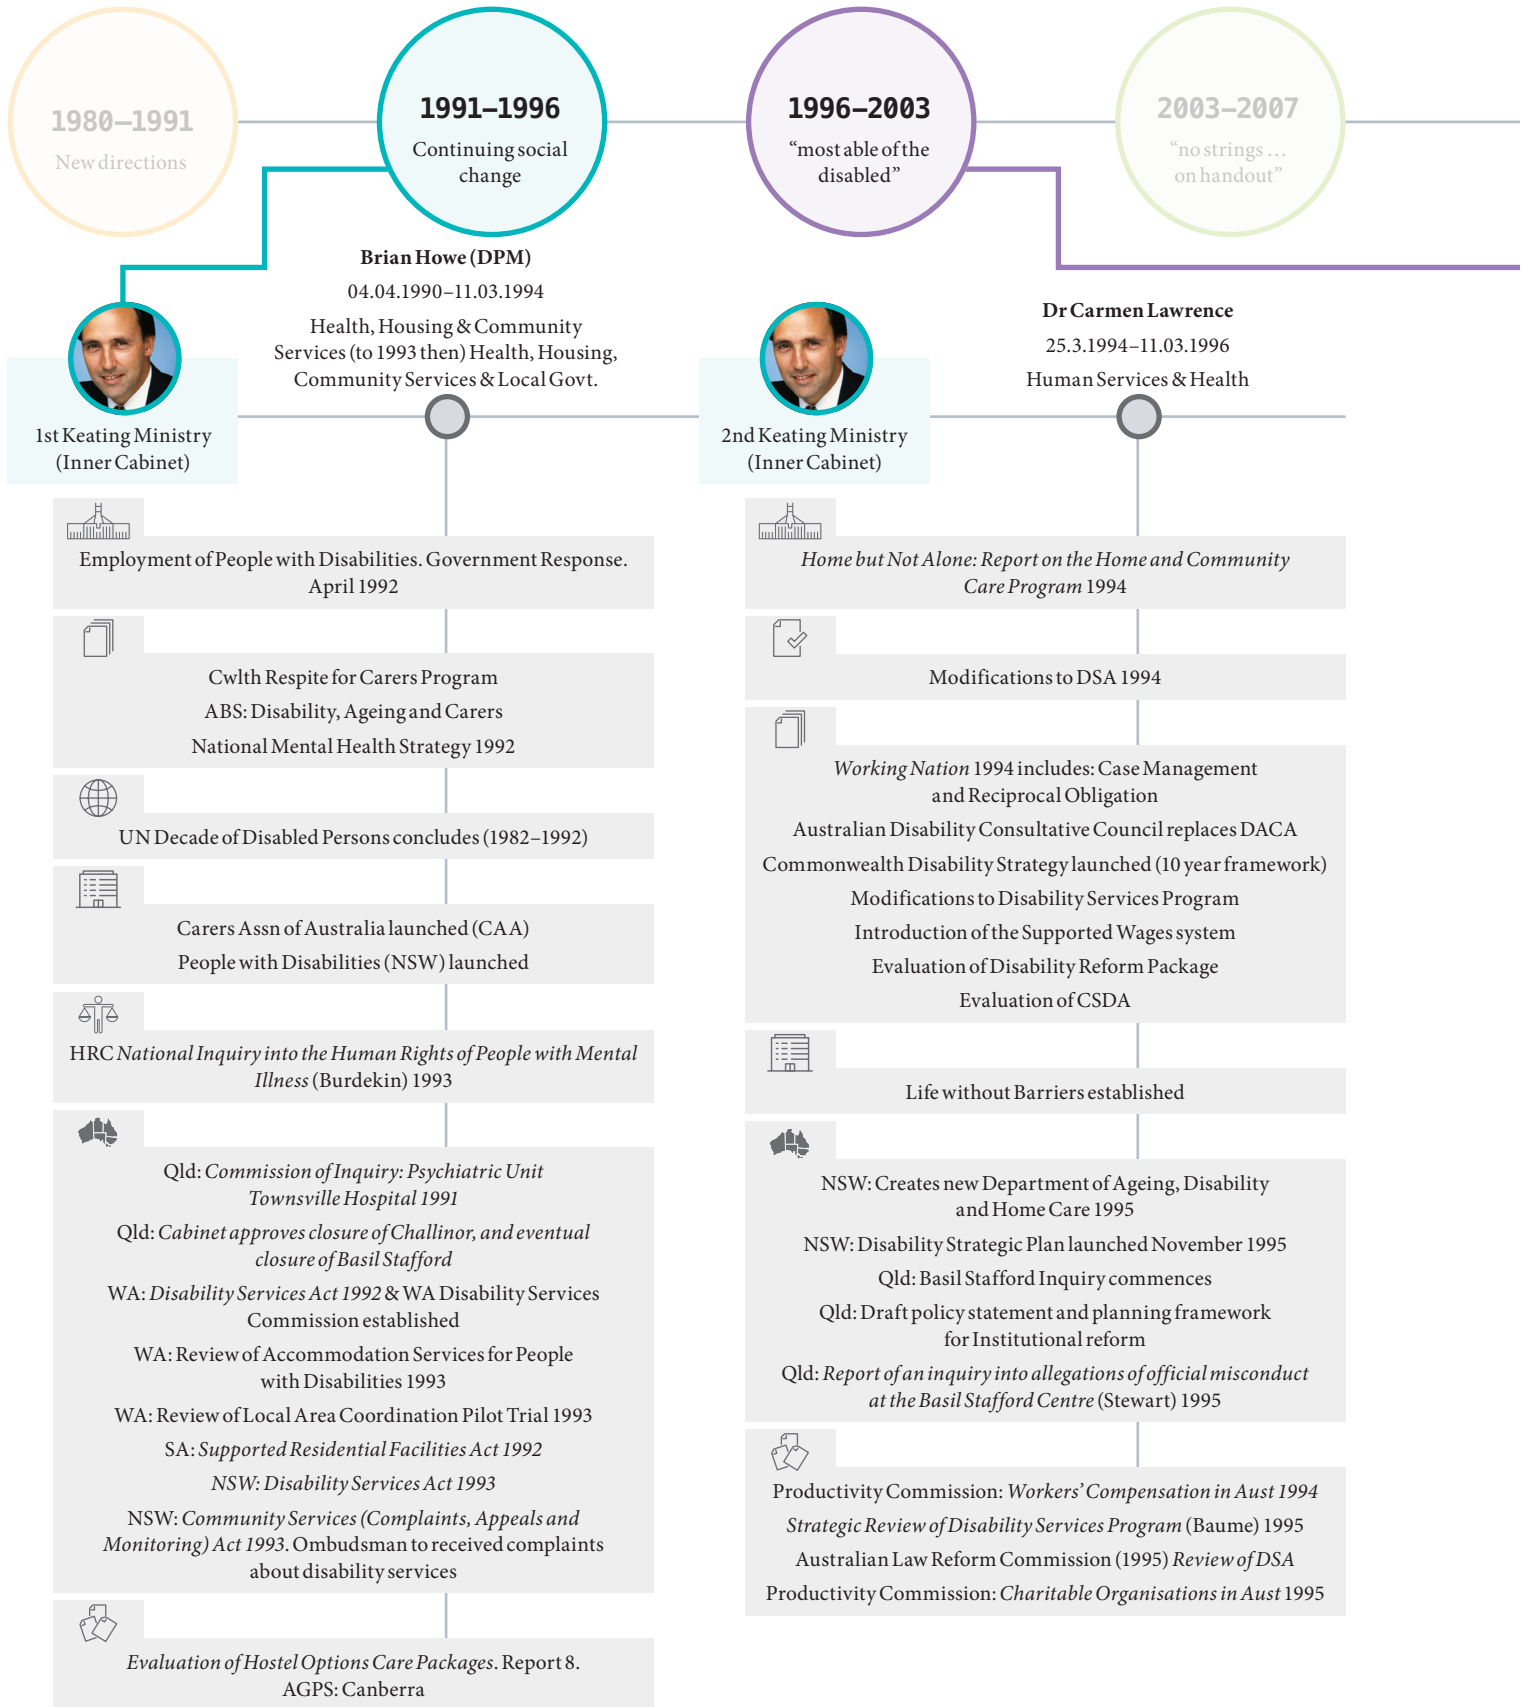 1980–1991
New directions
1991–1996
Continuing social
change
1996–2003
“most able of the
disabled”
2003–2007
“no strings …
on handout”
Brian Howe (DPM)
04.04.1990–11.03.1994
Health, Housing & Community
Services (to 1993 then) Health, Housing,
Community Services & Local Govt.
1st Keating Ministry
(Inner Cabinet)
Employment of People with Disabilities. Government Response.
April 1992
Cwlth Respite for Carers Program
ABS: Disability, Ageing and Carers
National Mental Health Strategy 1992
UN Decade of Disabled Persons concludes (1982–1992)
Carers Assn of Australia launched (CAA)
People with Disabilities (NSW) launched
HRC National Inquiry into the Human Rights of People with Mental
Illness (Burdekin) 1993
Qld: Commission of Inquiry: Psychiatric Unit
Townsville Hospital 1991
Qld: Cabinet approves closure of Challinor, and eventual
closure of Basil Stafford
WA: Disability Services Act 1992 & WA Disability Services
Commission established
WA: Review of Accommodation Services for People
with Disabilities 1993
WA: Review of Local Area Coordination Pilot Trial 1993
SA: Supported Residential Facilities Act 1992
NSW: Disability Services Act 1993
NSW: Community Services (Complaints, Appeals and
Monitoring) Act 1993. Ombudsman to received complaints
about disability services
Evaluation of Hostel Options Care Packages. Report 8.
AGPS: Canberra
Dr Carmen Lawrence
25.3.1994–11.03.1996
Human Services & Health
2nd Keating Ministry
(Inner Cabinet)
Home but Not Alone: Report on the Home and Community
Care Program 1994
Modifications to DSA 1994
Working Nation 1994 includes: Case Management
and Reciprocal Obligation
Australian Disability Consultative Council replaces DACA
Commonwealth Disability Strategy launched (10 year framework)
Modifications to Disability Services Program
Introduction of the Supported Wages system
Evaluation of Disability Reform Package
Evaluation of CSDA
Life without Barriers established
NSW: Creates new Department of Ageing, Disability
and Home Care 1995
NSW: Disability Strategic Plan launched November 1995
Qld: Basil Stafford Inquiry commences
Qld: Draft policy statement and planning framework
for Institutional reform
Qld: Report of an inquiry into allegations of official misconduct
at the Basil Stafford Centre (Stewart) 1995
Productivity Commission: Workers’ Compensation in Aust 1994
Strategic Review of Disability Services Program (Baume) 1995
Australian Law Reform Commission (1995) Review of DSA
Productivity Commission: Charitable Organisations in Aust 1995